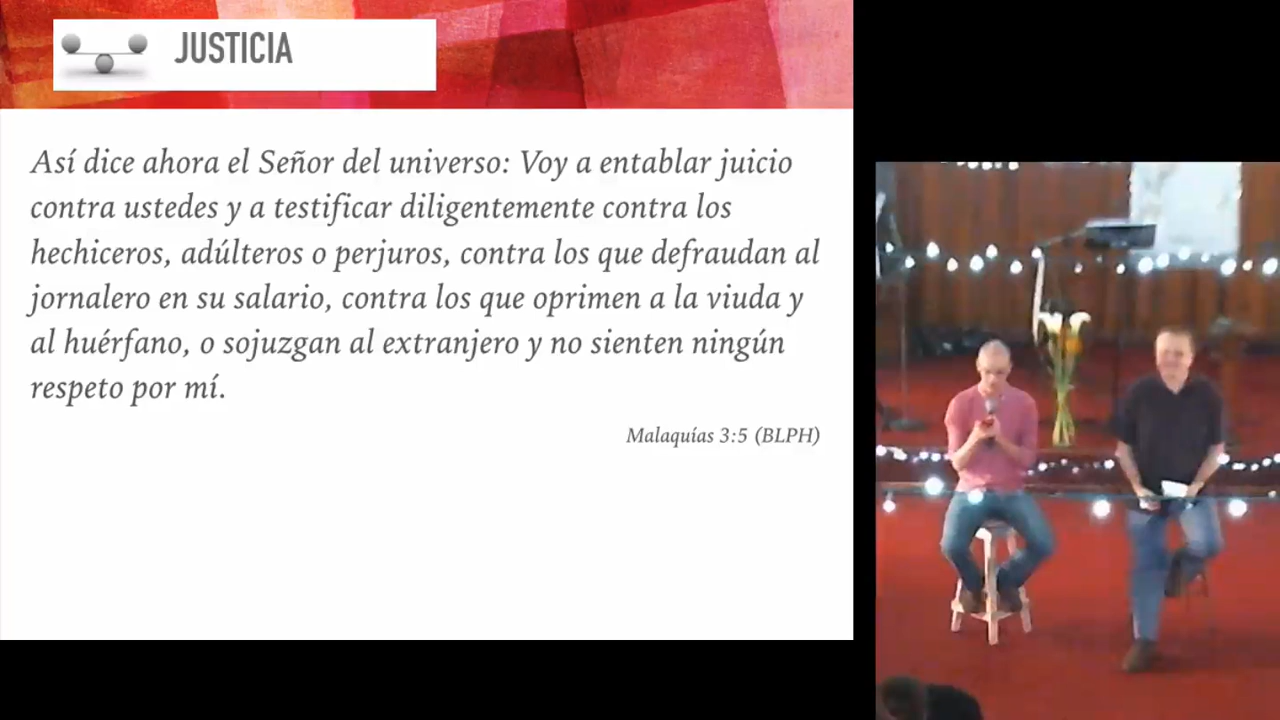 JUSTICIA
Así dice ahora el Señor del universo: Voy a entablar juicio
contra ustedes y a testificar diligentemente contra los
hechiceros, adúlteros o perjuros, contra los que defraudan al
jornalero en su salario, contra los que oprimen a la viuda y
al huérfano, o sojuzgan al extranjero y no sienten ningún
respeto por mí.
Malaquías 3:5 (BLPH)